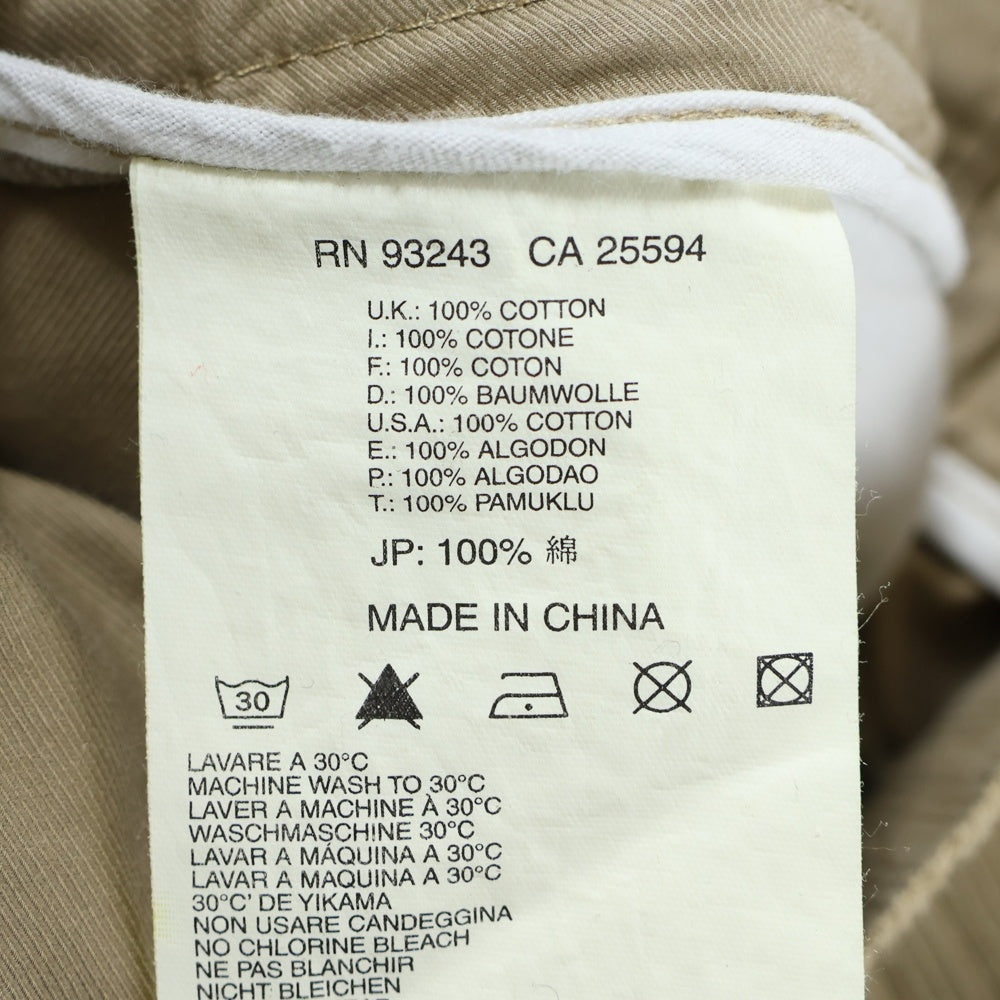 RN 93243 CA 25594
U.K.: 100% COTTON
I.: 100% COTONE
F.: 100% COTON
D.: 100% BAUMWOLLE
U.S.A.: 100% COTTON
E.: 100% ALGODON
P.: 100% ALGODAO
T.: 100% PAMUKLU
JP: 100% 綿
MADE IN CHINA
30
LAVARE A 30°C
MACHINE WASH TO 30°C
LAVER A MACHINE À 30°C
WASCHMASCHINE 30°C
LAVAR A MÁQUINA A 30°C
LAVAR A MAQUINA A 30°C
30°C' DE YIKAMA
NON USARE CANDEGGINA
NO CHLORINE BLEACH
NE PAS BLANCHIR
NICHT BLEICHEN